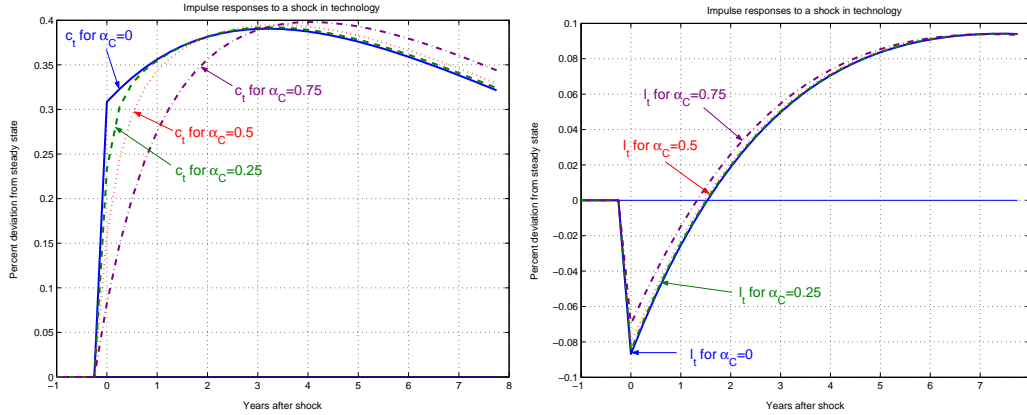 Impulse responses to a shock in technology
Percent deviation from steady state
0.4
0.35
0.3
0.25
0.2
0.15
0.1
0.05
0
c_t for α_C=0
c_t for α_C=0.75
c_t for α_C=0.5
c_t for α_C=0.25
−1 0 1 2 3 4 5 6 7 8
Years after shock
Impulse responses to a shock in technology
Percent deviation from steady state
0.1
0.08
0.06
0.04
0.02
0
−0.02
−0.04
−0.06
−0.08
−0.1
l_t for α_C=0.75
l_t for α_C=0.5
l_t for α_C=0.25
l_t for α_C=0
−1 0 1 2 3 4 5 6 7
Years after shock